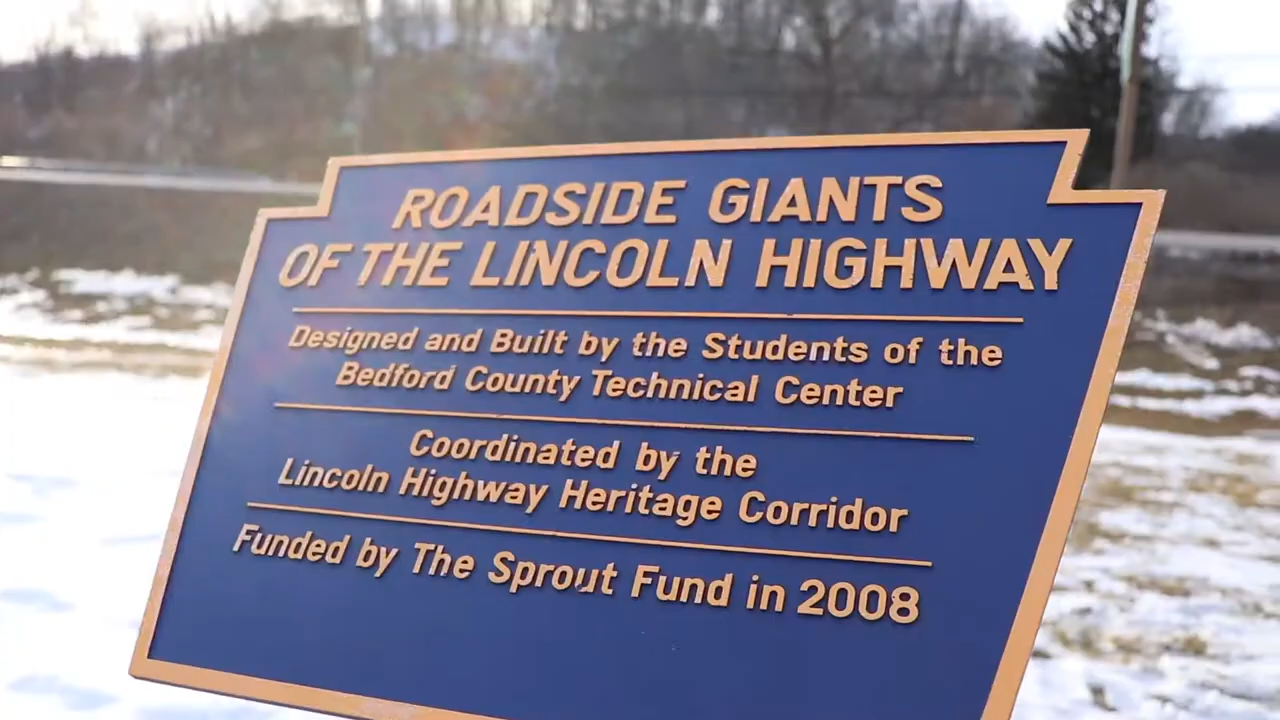 ROADSIDE GIANTS
OF THE LINCOLN HIGHWAY
Designed and Built by the Students of the
Bedford County Technical Center
Coordinated by the
Lincoln Highway Heritage Corridor
Funded by The Sprout Fund in 2008